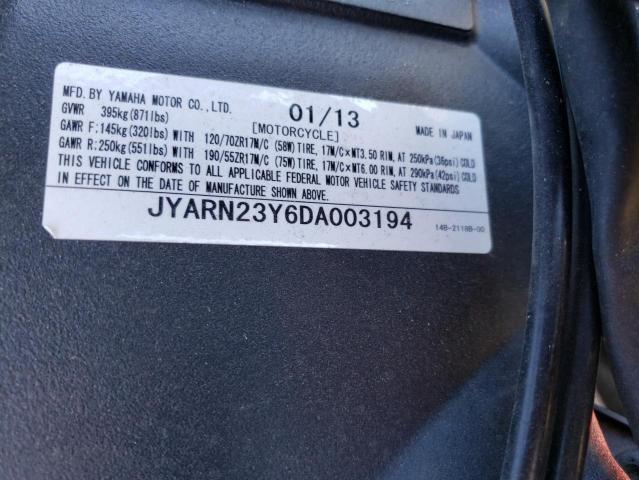 MFD. BY YAMAHA MOTOR CO., LTD. 01/13 MADE IN JAPAN
GVWR 395kg(871lbs) [MOTORCYCLE]
GAWR F:145kg(320lbs) WITH 120/70ZR17M/C (58W) TIRE, 17M/C×MT3.50 RIM, AT 250kPa(36psi) COLD
GAWR R:250kg(551lbs) WITH 190/55ZR17M/C (75W) TIRE, 17M/C×MT6.00 RIM, AT 290kPa(42psi) COLD
THIS VEHICLE CONFORMS TO ALL APPLICABLE FEDERAL MOTOR VEHICLE SAFETY STANDARDS
IN EFFECT ON THE DATE OF MANUFACTURE SHOWN ABOVE.
JYARN23Y6DA003194 14B-2118B-00